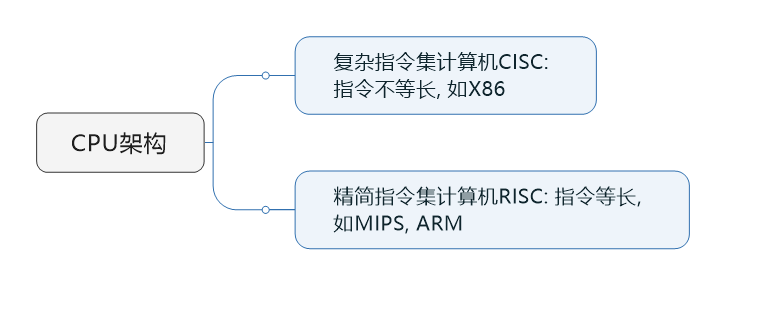 复杂指令集计算机CISC:
指令不等长, 如X86
CPU架构
精简指令集计算机RISC: 指令等长,
如MIPS, ARM